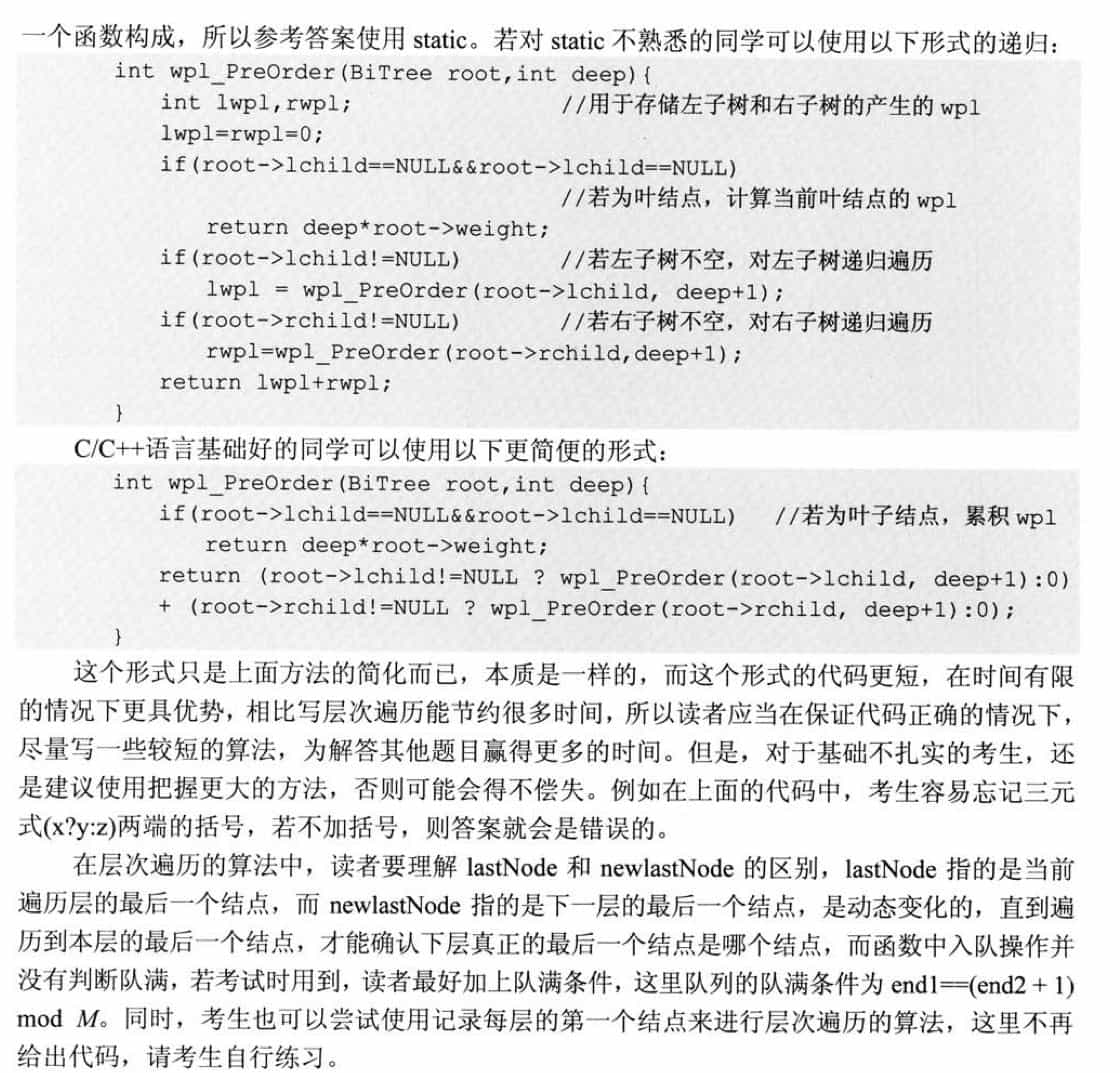 一个函数构成，所以参考答案使用 static。若对 static 不熟悉的同学可以使用以下形式的递归：
int wpl_PreOrder(BiTree root,int deep){
int lwpl,rwpl; //用于存储左子树和右子树的产生的 wpl
lwpl=rwpl=0;
if(root->lchild==NULL&&root->lchild==NULL)
//若为叶结点，计算当前叶结点的 wpl
return deep*root->weight;
if(root->lchild!=NULL) //若左子树不空，对左子树递归遍历
lwpl = wpl_PreOrder(root->lchild, deep+1);
if(root->rchild!=NULL) //若右子树不空，对右子树递归遍历
rwpl=wpl_PreOrder(root->rchild,deep+1);
return lwpl+rwpl;
}
C/C++语言基础好的同学可以使用以下更简便的形式：
int wpl_PreOrder(BiTree root,int deep){
if(root->lchild==NULL&&root->lchild==NULL) //若为叶子结点，累积 wpl
return deep*root->weight;
return (root->lchild!=NULL ? wpl_PreOrder(root->lchild, deep+1):0)
+ (root->rchild!=NULL ? wpl_PreOrder(root->rchild, deep+1):0);
}
这个形式只是上面方法的简化而已，本质是一样的，而这个形式的代码更短，在时间有限
的情况下更具优势，相比写层次遍历能节约很多时间，所以读者应当在保证代码正确的情况下，
尽量写一些较短的算法，为解答其他题目赢得更多的时间。但是，对于基础不扎实的考生，还
是建议使用把握更大的方法，否则可能会得不偿失。例如在上面的代码中，考生容易忘记三元
式(x?y:z)两端的括号，若不加括号，则答案就会是错误的。
在层次遍历的算法中，读者要理解 lastNode 和 newlastNode 的区别，lastNode 指的是当前
遍历层的最后一个结点，而 newlastNode 指的是下一层的最后一个结点，是动态变化的，直到遍
历到本层的最后一个结点，才能确认下层真正的最后一个结点是哪个结点，而函数中入队操作并
没有判断队满，若考试时用到，读者最好加上队满条件，这里队列的队满条件为 end1==(end2 + 1)
mod M。同时，考生也可以尝试使用记录每层的第一个结点来进行层次遍历的算法，这里不再
给出代码，请考生自行练习。